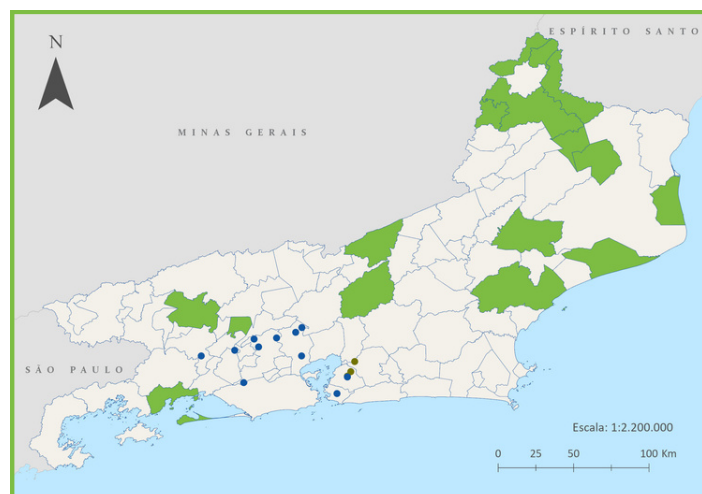 ESPÍRITO SANTO
N
MINAS GERAIS
SÃO PAULO
Escala: 1:2.200.000
0 25 50 100 Km